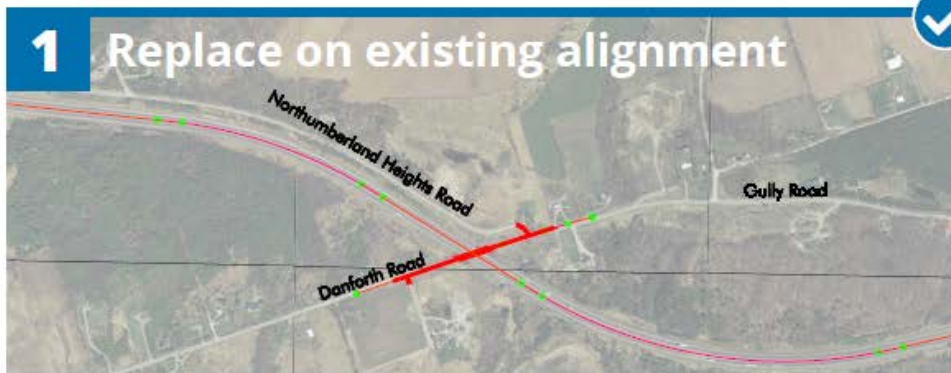 1 Replace on existing alignment
Northumberland Heights Road
Gully Road
Danforth Road